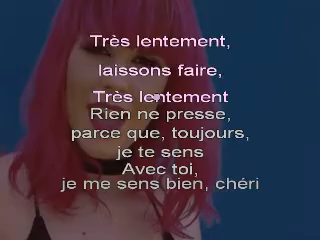 Très lentement,
laissons faire,
Très lentement
Rien ne presse,
parce que, toujours,
je te sens
Avec toi,
je me sens bien, chéri